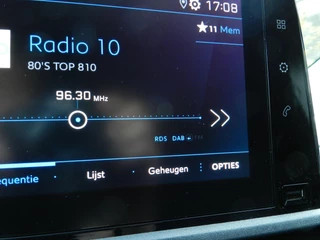 17:08
Radio 10
11 Mem
80'S TOP 810
96.30 MHz
RDS DAB
equentie Lijst Geheugen OPTIES